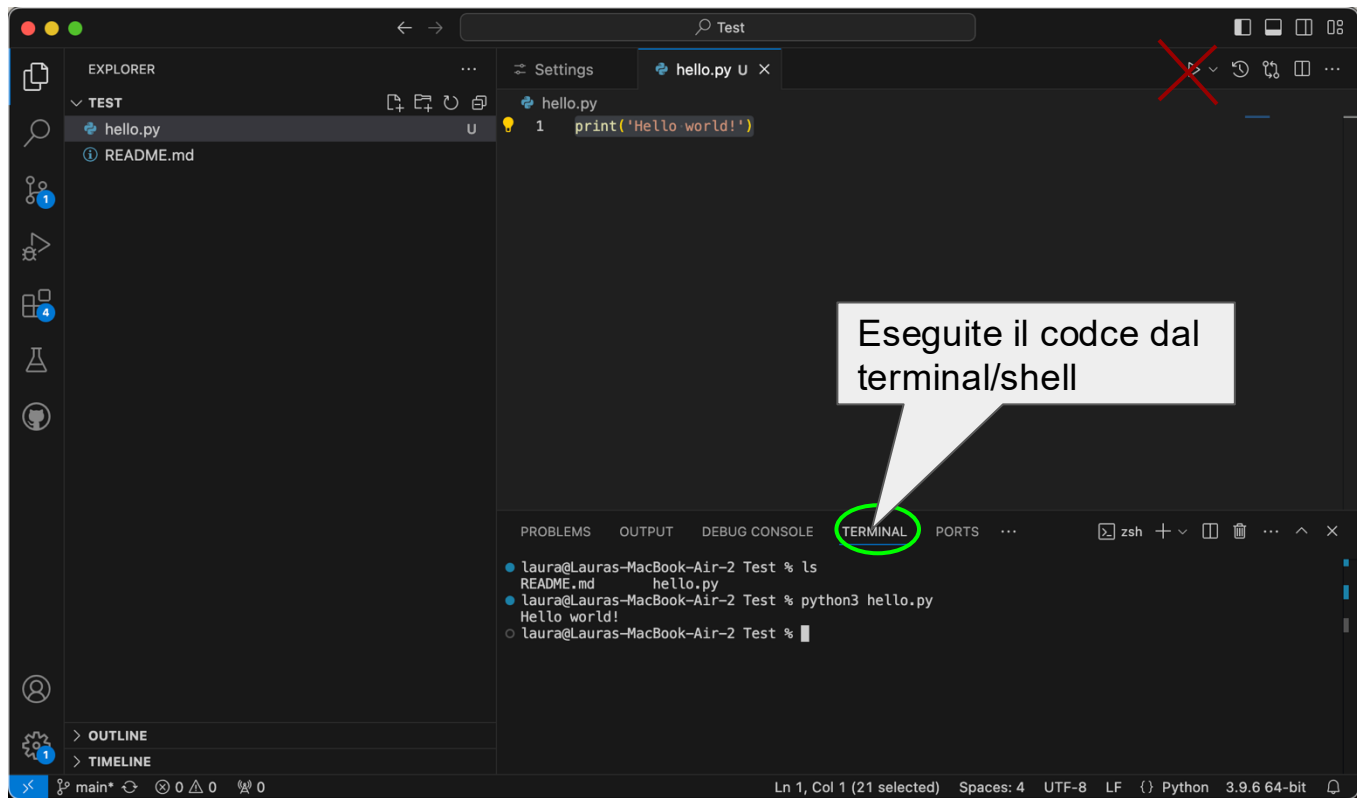 Test
EXPLORER
Settings
hello.py U
TEST
hello.py
hello.py U
1 print('Hello world!')
README.md
1
4
Eseguite il codce dal
terminal/shell
PROBLEMS OUTPUT DEBUG CONSOLE TERMINAL PORTS
zsh
laura@Lauras-MacBook-Air-2 Test % ls
README.md hello.py
laura@Lauras-MacBook-Air-2 Test % python3 hello.py
Hello world!
laura@Lauras-MacBook-Air-2 Test %
OUTLINE
1
TIMELINE
main* 0 0 0 Ln 1, Col 1 (21 selected) Spaces: 4 UTF-8 LF {} Python 3.9.6 64-bit